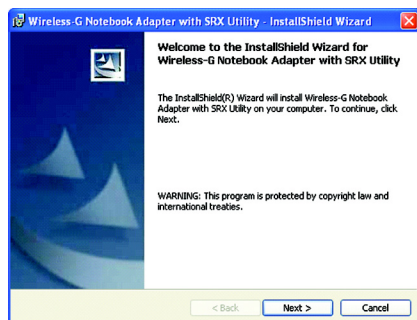 Wireless-G Notebook Adapter with SRX Utility - InstallShield Wizard
Welcome to the InstallShield Wizard for
Wireless-G Notebook Adapter with SRX Utility
The InstallShield(R) Wizard will install Wireless-G Notebook
Adapter with SRX Utility on your computer. To continue, click
Next.
WARNING: This program is protected by copyright law and
international treaties.
< Back
Next >
Cancel